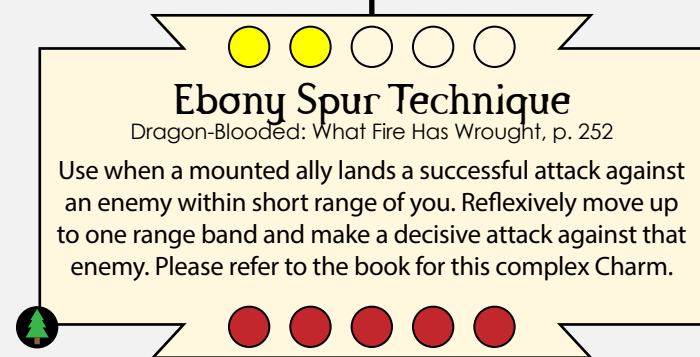 Ebony Spur Technique
Dragon-Blooded: What Fire Has Wrought, p. 252
Use when a mounted ally lands a successful attack against
an enemy within short range of you. Reflexively move up
to one range band and make a decisive attack against that
enemy. Please refer to the book for this complex Charm.